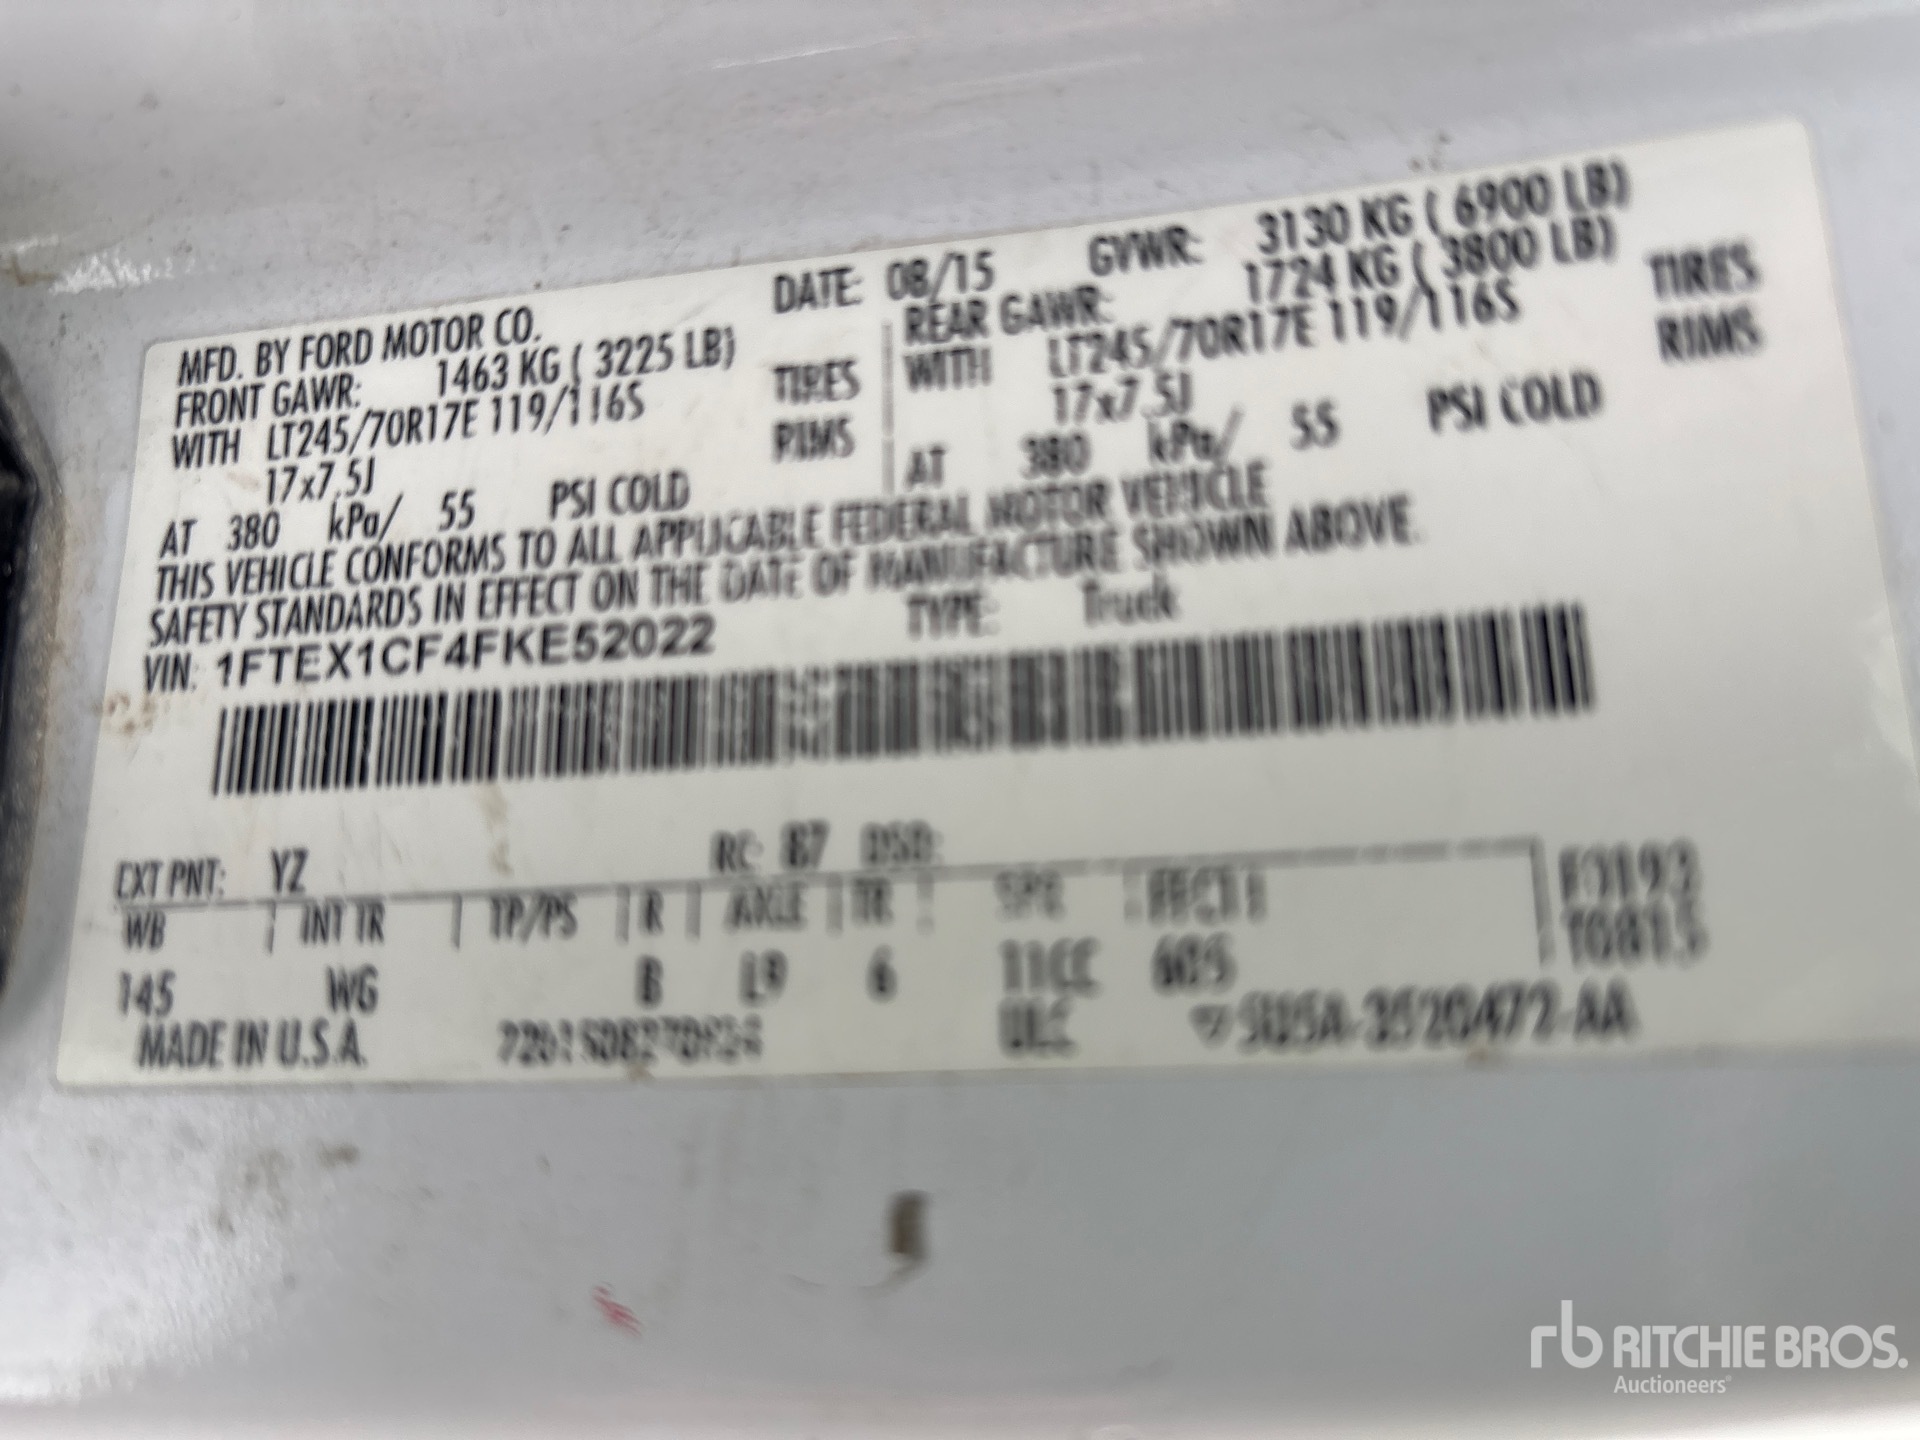 MFD. BY FORD MOTOR CO.
DATE: 08/15 GVWR: 3130 KG ( 6900 LB)
FRONT GAWR: 1463 KG ( 3225 LB)
WITH LT245/70R17E 119/116S TIRES
17x7.5J RIMS
AT 380 kPa/ 55 PSI COLD
REAR GAWR: 1724 KG ( 3800 LB)
WITH LT245/70R17E 119/116S TIRES
17x7.5J RIMS
AT 380 kPa/ 55 PSI COLD
THIS VEHICLE CONFORMS TO ALL APPLICABLE FEDERAL MOTOR VEHICLE
SAFETY STANDARDS IN EFFECT ON THE DATE OF MANUFACTURE SHOWN ABOVE.
VIN: 1FTEX1CF4FKE52022 TYPE: Truck
EXT PNT: YZ RC: 87 DSO:
WB INT TR TP/PS R AXLE TR SPR
145 WG B L9 6
MADE IN U.S.A.
rb RITCHIE BROS.
Auctioneers